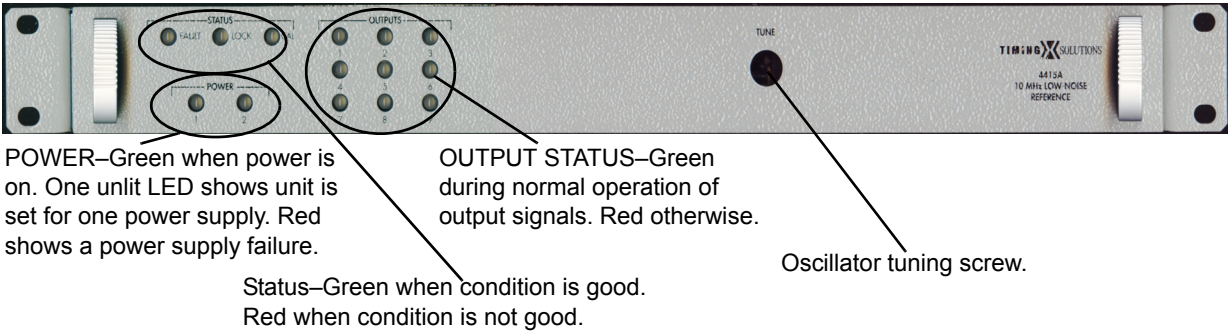 STATUS
FAULT LOCK
OUTPUTS
1 2 3
4 5 6
7 8
POWER
1 2
TUNE
TIMING SOLUTIONS
4415A
10 MHz LOW NOISE
REFERENCE
POWER–Green when power is
on. One unlit LED shows unit is
set for one power supply. Red
shows a power supply failure.
OUTPUT STATUS–Green
during normal operation of
output signals. Red otherwise.
Oscillator tuning screw.
Status–Green when condition is good.
Red when condition is not good.